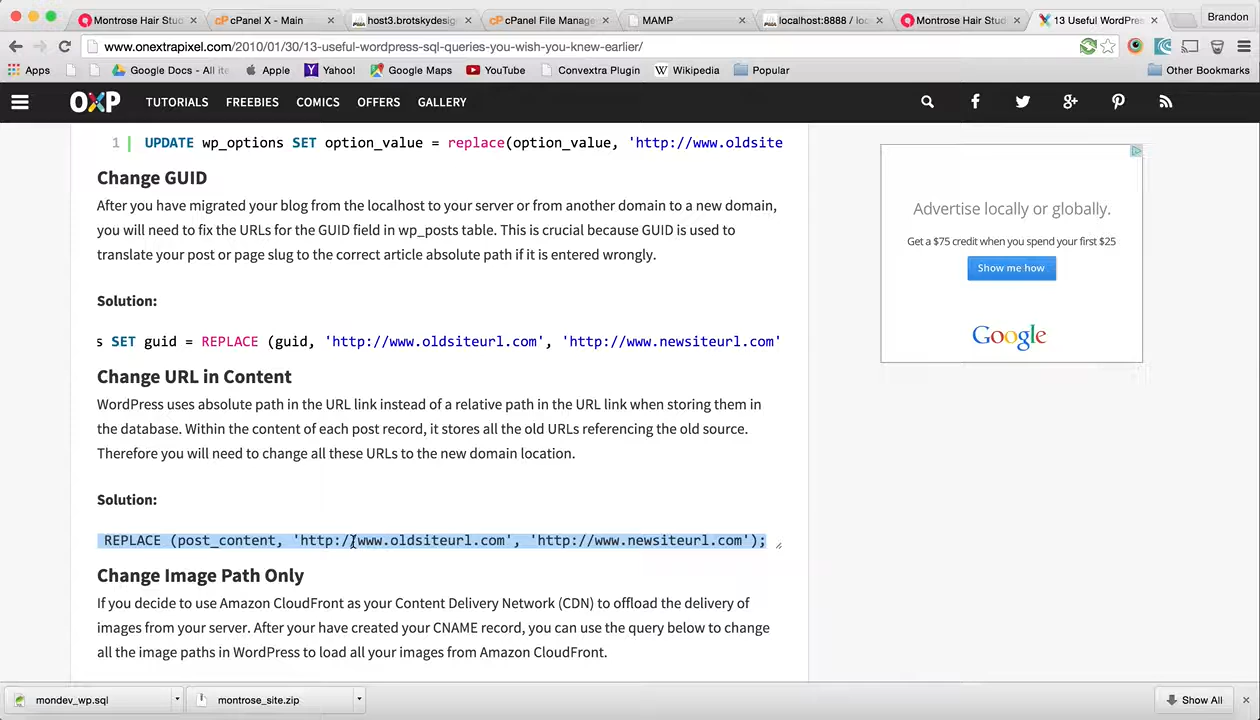 Montrose Hair Stud
cPanel X - Main
host3.brotskydesig
cPanel File Manage
MAMP
localhost:8888 / loc
Montrose Hair Stud
13 Useful WordPres
Brandon
www.onextrapixel.com/2010/01/30/13-useful-wordpress-sql-queries-you-wish-you-knew-earlier/
Apps
Google Docs - All ite
Apple
Yahoo!
Google Maps
YouTube
Convextra Plugin
Wikipedia
Popular
Other Bookmarks
OXP TUTORIALS FREEBIES COMICS OFFERS GALLERY
1 UPDATE wp_options SET option_value = replace(option_value, 'http://www.oldsite
Change GUID
After you have migrated your blog from the localhost to your server or from another domain to a new domain,
you will need to fix the URLs for the GUID field in wp_posts table. This is crucial because GUID is used to
translate your post or page slug to the correct article absolute path if it is entered wrongly.
Solution:
s SET guid = REPLACE (guid, 'http://www.oldsiteurl.com', 'http://www.newsiteurl.com'
Change URL in Content
WordPress uses absolute path in the URL link instead of a relative path in the URL link when storing them in
the database. Within the content of each post record, it stores all the old URLs referencing the old source.
Therefore you will need to change all these URLs to the new domain location.
Solution:
REPLACE (post_content, 'http://www.oldsiteurl.com', 'http://www.newsiteurl.com');
Change Image Path Only
If you decide to use Amazon CloudFront as your Content Delivery Network (CDN) to offload the delivery of
images from your server. After your have created your CNAME record, you can use the query below to change
all the image paths in WordPress to load all your images from Amazon CloudFront.
Advertise locally or globally.
Get a $75 credit when you spend your first $25
Show me how
Google
mondev_wp.sql
montrose_site.zip
Show All